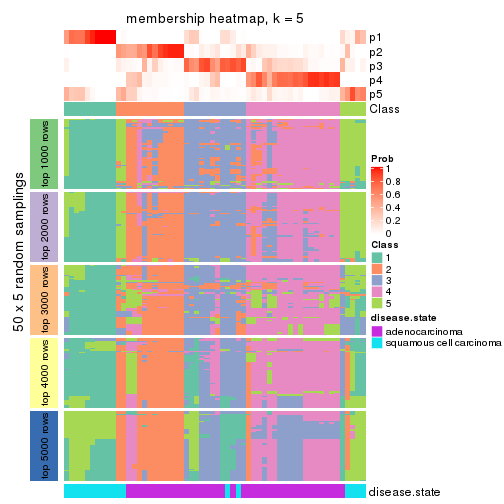 membership heatmap, k = 5
p1
p2
p3
p4
p5
Class
50 x 5 random samplings
top 1000 rows
top 2000 rows
top 3000 rows
top 4000 rows
top 5000 rows
disease.state
Prob
1
0.8
0.6
0.4
0.2
0
Class
1
2
3
4
5
disease.state
adenocarcinoma
squamous cell carcinoma